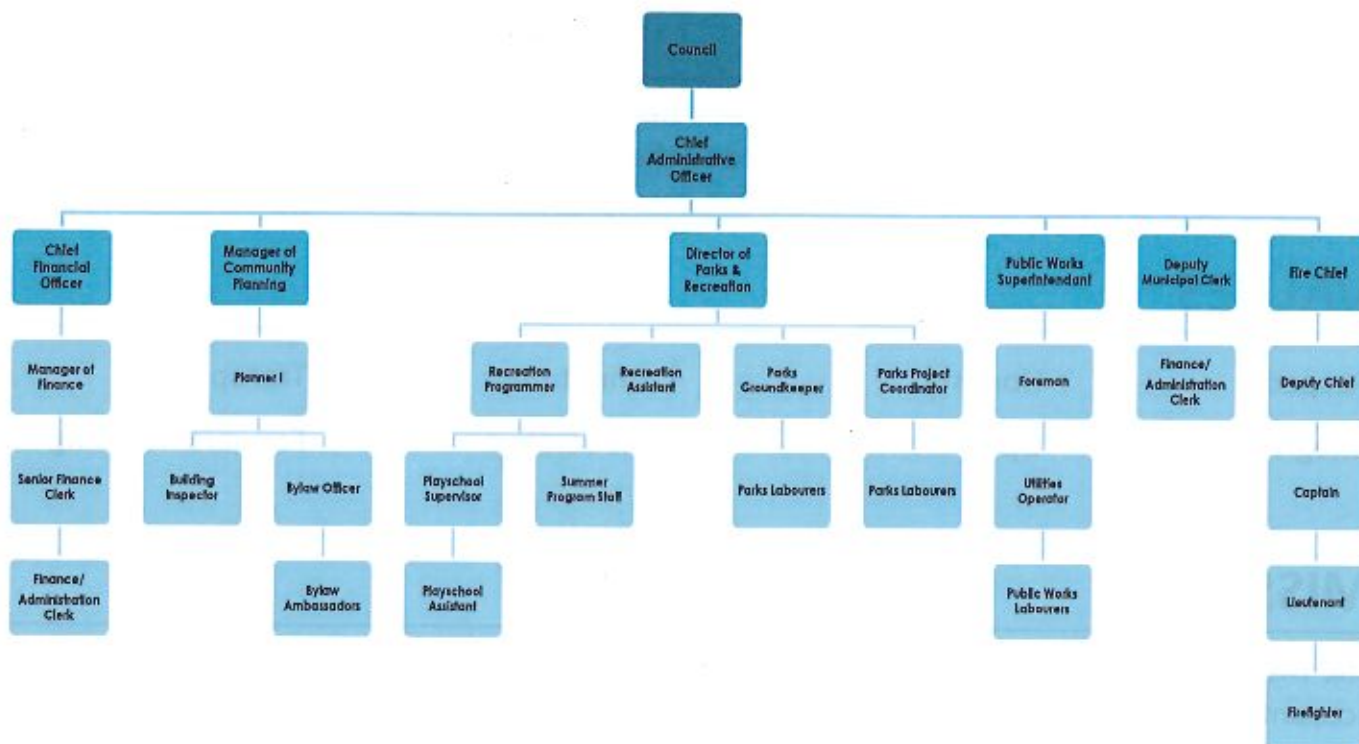 Council
Chief
Administrative
Officer
Chief
Financial
Officer
Manager of
Community
Planning
Director of
Parks &
Recreation
Public Works
Superintendant
Deputy
Municipal Clerk
Fire Chief
Manager of
Finance
Planner I
Recreation
Programmer
Recreation
Assistant
Parks
Groundkeeper
Parks Project
Coordinator
Foreman
Finance/
Administration
Clerk
Deputy Chief
Senior Finance
Clerk
Building
Inspector
Bylaw Officer
Playschool
Supervisor
Summer
Program Staff
Parks Labourers
Parks Labourers
Utilities
Operator
Captain
Finance/
Administration
Clerk
Bylaw
Ambassadors
Playschool
Assistant
Public Works
Labourers
Lieutenant
Firefighter